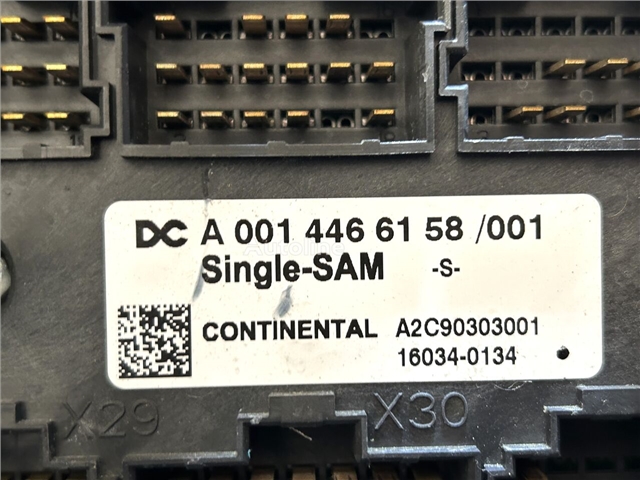 DC A 001 446 61 58 /001
Single-SAM -S-
CONTINENTAL A2C90303001
16034-0134
X29 X30